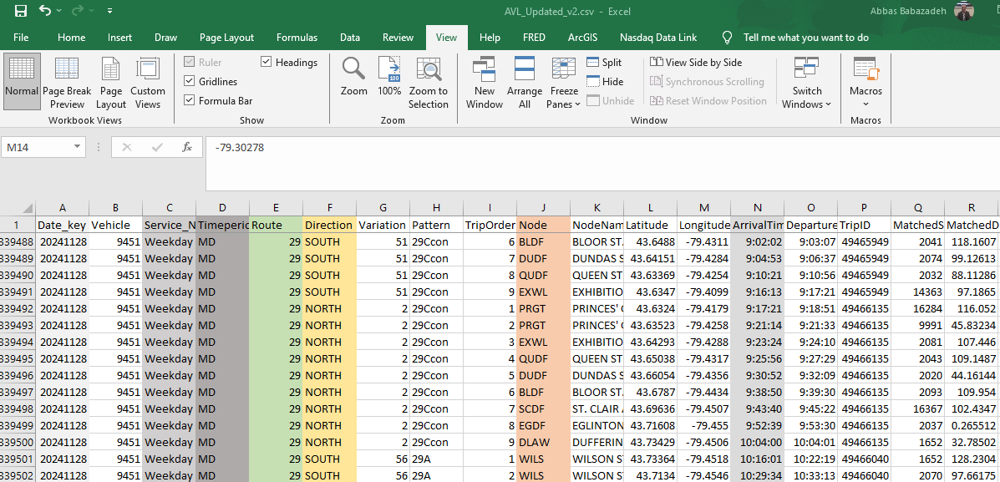 AVL_Updated_v2.csv - Excel Abbas Babazadeh
File Home Insert Draw Page Layout Formulas Data Review View Help FRED ArcGIS Nasdaq Data Link Tell me what you want to do
Ruler Headings Split View Side by Side
Gridlines Hide Synchronous Scrolling
Formula Bar Unhide Reset Window Position
Normal Page Break Page Custom Zoom 100% Zoom to New Arrange Freeze Switch Macros
Preview Layout Views Selection Window All Panes Windows
Workbook Views Show Zoom Window Macros
M14 fx -79.30278
A B C D E F G H I J K L M N O P Q R
1 Date_key Vehicle Service_N Timeperio Route Direction Variation Pattern TripOrder Node NodeNam Latitude Longitude ArrivalTim Departure TripID MatchedS MatchedD
839488 20241128 9451 Weekday MD 29 SOUTH 51 29Ccon 6 BLDF BLOOR ST. 43.6488 -79.4311 9:02:02 9:03:07 49465949 2041 118.1607
839489 20241128 9451 Weekday MD 29 SOUTH 51 29Ccon 7 DUDF DUNDAS S 43.64151 -79.4284 9:04:53 9:06:37 49465949 2074 99.12613
839490 20241128 9451 Weekday MD 29 SOUTH 51 29Ccon 8 QUDF QUEEN ST 43.63369 -79.4254 9:10:21 9:10:56 49465949 2032 88.11286
839491 20241128 9451 Weekday MD 29 SOUTH 51 29Ccon 9 EXWL EXHIBITIO 43.6347 -79.4099 9:16:13 9:17:21 49465949 14363 97.1865
839492 20241128 9451 Weekday MD 29 NORTH 2 29Ccon 1 PRGT PRINCES' 43.6324 -79.4179 9:17:21 9:18:51 49466135 16284 116.052
839493 20241128 9451 Weekday MD 29 NORTH 2 29Ccon 2 PRGT PRINCES' 43.63523 -79.4258 9:21:14 9:21:33 49466135 9991 45.83234
839494 20241128 9451 Weekday MD 29 NORTH 2 29Ccon 3 EXWL EXHIBITIO 43.64293 -79.4288 9:23:24 9:24:10 49466135 2081 107.446
839495 20241128 9451 Weekday MD 29 NORTH 2 29Ccon 4 QUDF QUEEN ST 43.65038 -79.4317 9:25:56 9:27:29 49466135 2043 109.1487
839496 20241128 9451 Weekday MD 29 NORTH 2 29Ccon 5 DUDF DUNDAS S 43.66054 -79.4356 9:30:52 9:32:09 49466135 2020 44.16144
839497 20241128 9451 Weekday MD 29 NORTH 2 29Ccon 6 BLDF BLOOR ST. 43.6787 -79.4434 9:38:50 9:39:30 49466135 2093 109.954
839498 20241128 9451 Weekday MD 29 NORTH 2 29Ccon 7 SCDF ST. CLAIR 43.69636 -79.4507 9:43:40 9:45:22 49466135 16367 102.4347
839499 20241128 9451 Weekday MD 29 NORTH 2 29Ccon 8 EGDF EGLINTON 43.71608 -79.455 9:52:39 9:53:30 49466135 2037 0.265512
839500 20241128 9451 Weekday MD 29 NORTH 2 29Ccon 9 DLAW DUFFERIN 43.73429 -79.4506 10:04:00 10:04:01 49466135 1652 32.78502
839501 20241128 9451 Weekday MD 29 SOUTH 56 29A 1 WILS WILSON S 43.73364 -79.4518 10:16:01 10:22:19 49466040 1652 128.2304
839502 20241128 9451 Weekday MD 29 SOUTH 56 29A 2 WILS WILSON S 43.7134 -79.4546 10:29:34 10:33:13 49466040 2070 97.66175